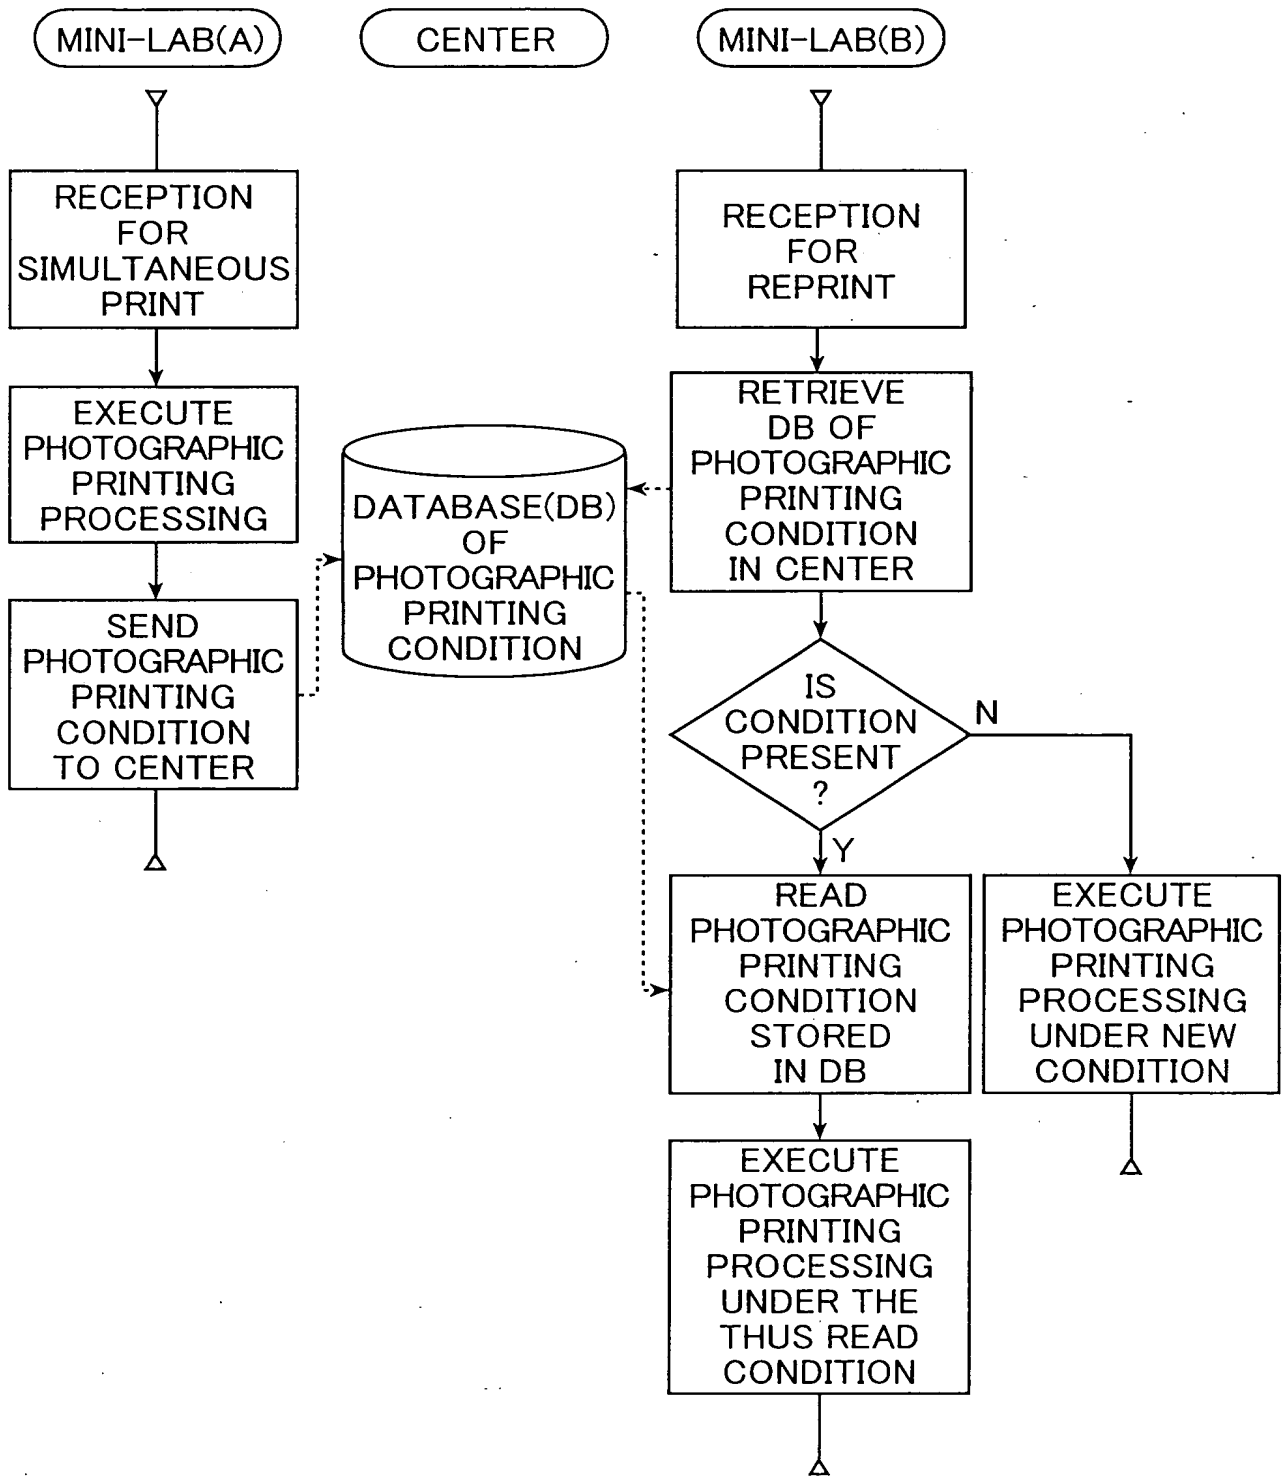 MINI-LAB(A)
CENTER
MINI-LAB(B)
RECEPTION
FOR
SIMULTANEOUS
PRINT
EXECUTE
PHOTOGRAPHIC
PRINTING
PROCESSING
SEND
PHOTOGRAPHIC
PRINTING
CONDITION
TO CENTER
DATABASE(DB)
OF
PHOTOGRAPHIC
PRINTING
CONDITION
RECEPTION
FOR
REPRINT
RETRIEVE
DB OF
PHOTOGRAPHIC
PRINTING
CONDITION
IN CENTER
IS
CONDITION
PRESENT
?
N
Y
READ
PHOTOGRAPHIC
PRINTING
CONDITION
STORED
IN DB
EXECUTE
PHOTOGRAPHIC
PRINTING
PROCESSING
UNDER NEW
CONDITION
EXECUTE
PHOTOGRAPHIC
PRINTING
PROCESSING
UNDER THE
THUS READ
CONDITION